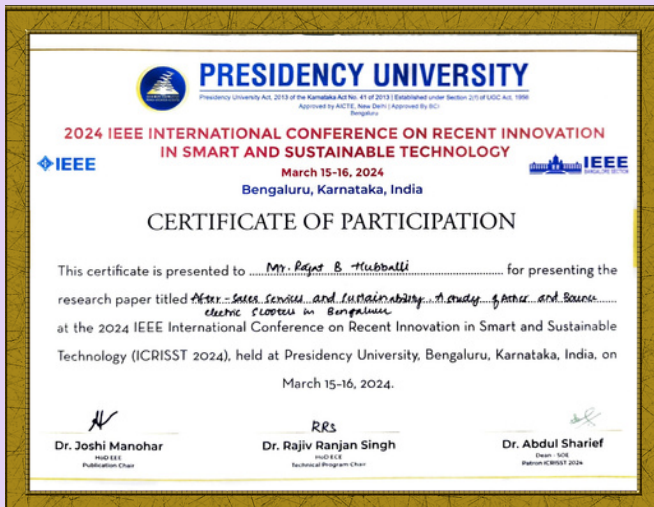 PRESIDENCY UNIVERSITY
Presidency University Act, 2013 of the Karnataka Act No. 41 of 2013 | Established under Section 2(f) of UGC Act, 1956
Approved by AICTE, New Delhi | Approved By BCI
Bengaluru
2024 IEEE INTERNATIONAL CONFERENCE ON RECENT INNOVATION
IN SMART AND SUSTAINABLE TECHNOLOGY
IEEE
March 15-16, 2024
IEEE
BANGALORE SECTION
Bengaluru, Karnataka, India
CERTIFICATE OF PARTICIPATION
This certificate is presented to Mr. Rajat B Hubballi for presenting the
research paper titled After-Sales Services and Sustainability. A study of Ather and Bounce
electric Scooters in Bengaluru
at the 2024 IEEE International Conference on Recent Innovation in Smart and Sustainable
Technology (ICRISST 2024), held at Presidency University, Bengaluru, Karnataka, India, on
March 15-16, 2024.
RRS
Dr. Joshi Manohar
HoD EEE
Publication Chair
Dr. Rajiv Ranjan Singh
HoD ECE
Technical Program Chair
Dr. Abdul Sharief
Dean - SOE
Patron ICRISST 2024